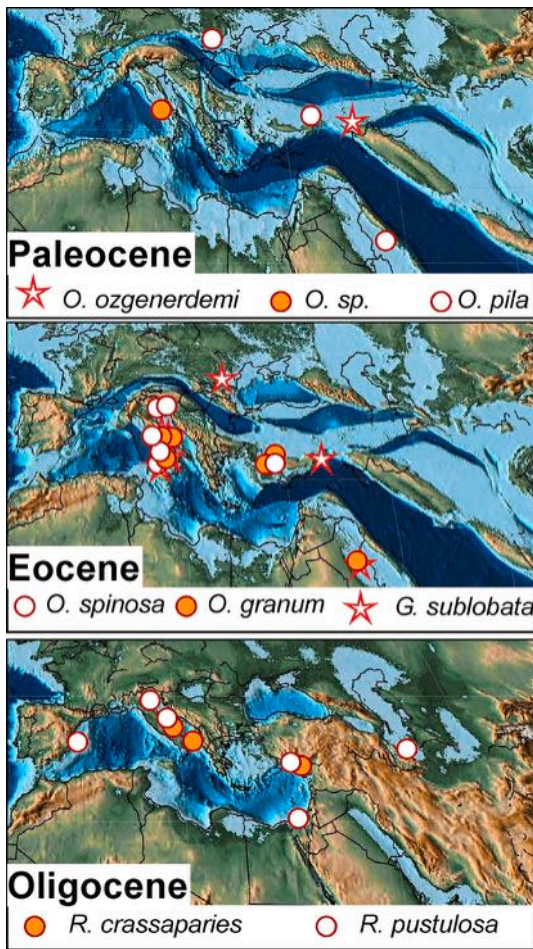 Paleocene
O. ozgenerdemi O. sp. O. pila
Eocene
O. spinosa O. granum G. sublobata
Oligocene
R. crassaparies R. pustulosa